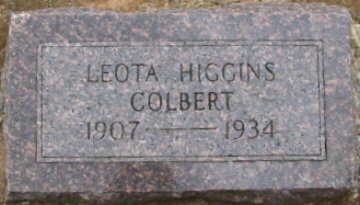 LEOTA HIGGINS
COLBERT
1907 — 1934